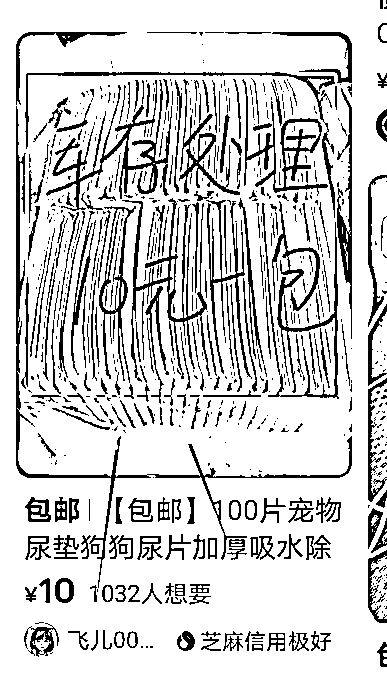 库存处理
10元一包
包邮 | 【包邮】100片宠物
尿垫狗狗尿片加厚吸水除
¥10 1032人想要
飞儿00... 芝麻信用极好